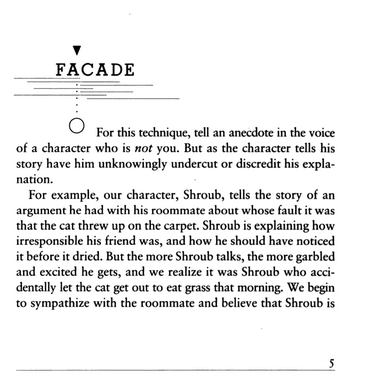 FACADE
For this technique, tell an anecdote in the voice
of a character who is not you. But as the character tells his
story have him unknowingly undercut or discredit his expla-
nation.
For example, our character, Shroub, tells the story of an
argument he had with his roommate about whose fault it was
that the cat threw up on the carpet. Shroub is explaining how
irresponsible his friend was, and how he should have noticed
it before it dried. But the more Shroub talks, the more garbled
and excited he gets, and we realize it was Shroub who acci-
dentally let the cat get out to eat grass that morning. We begin
to sympathize with the roommate and believe that Shroub is
5